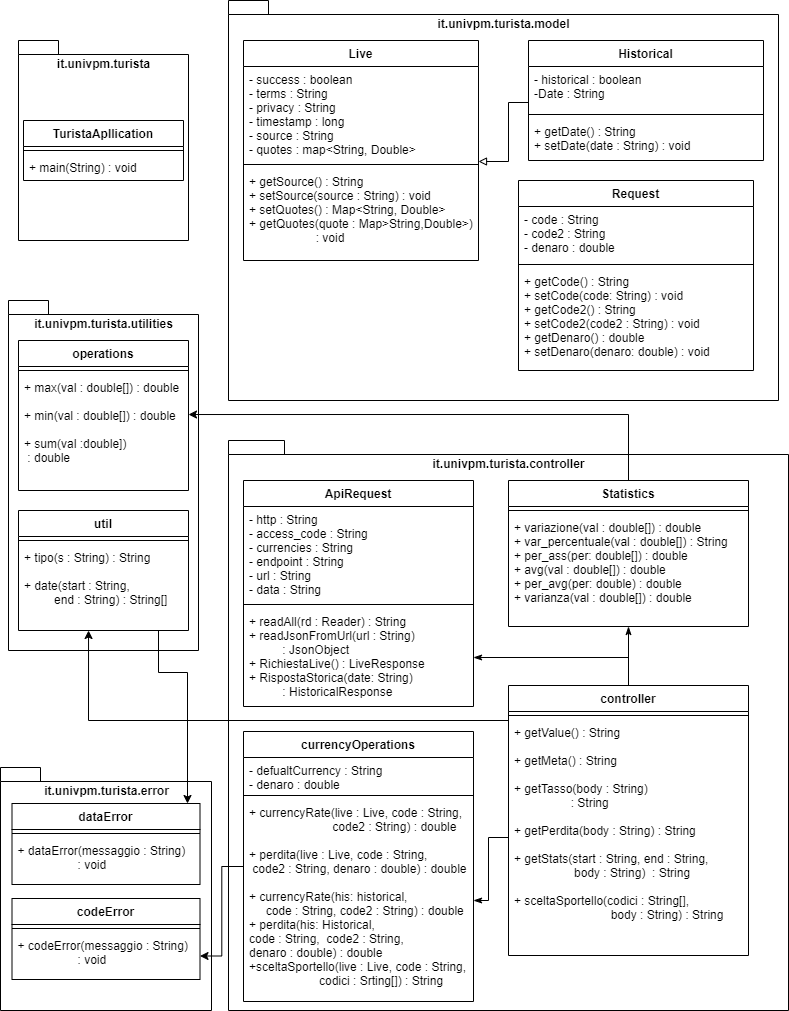 it.univpm.turista
TuristaApllication
+ main(String) : void
it.univpm.turista.model
Live
- success : boolean
- terms : String
- privacy : String
- timestamp : long
- source : String
- quotes : map<String, Double>
+ getSource() : String
+ setSource(source : String) : void
+ setQuotes() : Map<String, Double>
+ getQuotes(quote : Map>String,Double>)
: void
Historical
- historical : boolean
-Date : String
+ getDate() : String
+ setDate(date : String) : void
Request
- code : String
- code2 : String
- denaro : double
+ getCode() : String
+ setCode(code: String) : void
+ getCode2() : String
+ setCode2(code2 : String) : void
+ getDenaro() : double
+ setDenaro(denaro: double) : void
it.univpm.turista.utilities
operations
+ max(val : double[]) : double
+ min(val : double[]) : double
+ sum(val :double])
: double
util
+ tipo(s : String) : String
+ date(start : String,
end : String) : String[]
it.univpm.turista.controller
ApiRequest
- http : String
- access_code : String
- currencies : String
- endpoint : String
- url : String
- data : String
+ readAll(rd : Reader) : String
+ readJsonFromUrl(url : String)
: JsonObject
+ RichiestaLive() : LiveResponse
+ RispostaStorica(date: String)
: HistoricalResponse
Statistics
+ variazione(val : double[]) : double
+ var_percentuale(val : double[]) : String
+ per_ass(per: double[]) : double
+ avg(val : double[]) : double
+ per_avg(per: double) : double
+ varianza(val : double[]) : double
controller
+ getValue() : String
+ getMeta() : String
+ getTasso(body : String)
: String
+ getPerdita(body : String) : String
+ getStats(start : String, end : String,
body : String) : String
+ sceltaSportello(codici : String[],
body : String) : String
currencyOperations
- defualtCurrency : String
- denaro : double
+ currencyRate(live : Live, code : String,
code2 : String) : double
+ perdita(live : Live, code : String,
code2 : String, denaro : double) : double
+ currencyRate(his: historical,
code : String, code2 : String) : double
+ perdita(his: Historical,
code : String, code2 : String,
denaro : double) : double
+sceltaSportello(live : Live, code : String,
codici : Srting[]) : String
it.univpm.turista.error
dataError
+ dataError(messaggio : String)
: void
codeError
+ codeError(messaggio : String)
: void